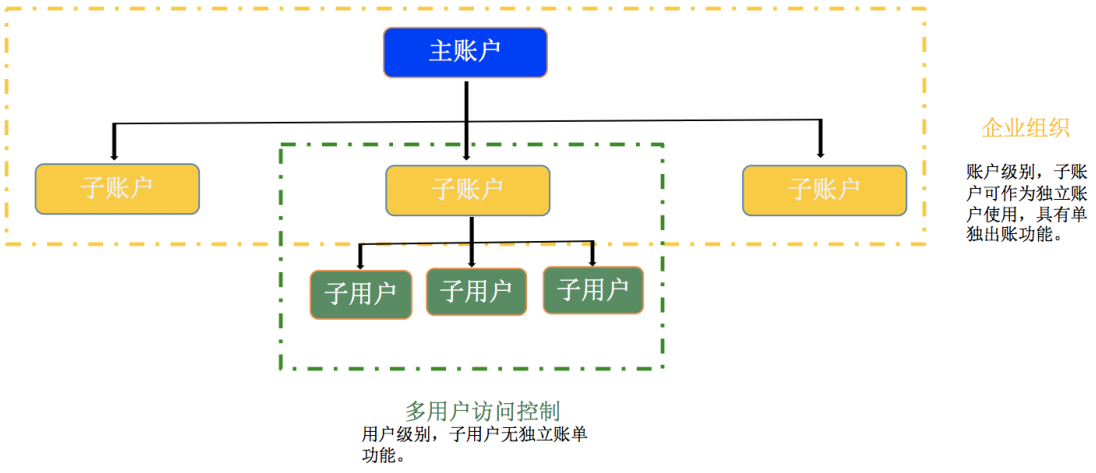 主账户
企业组织
账户级别，子账
户可作为独立账
户使用，具有单
独出账功能。
子账户
子账户
子账户
子用户
子用户
子用户
多用户访问控制
用户级别，子用户无独立账单
功能。